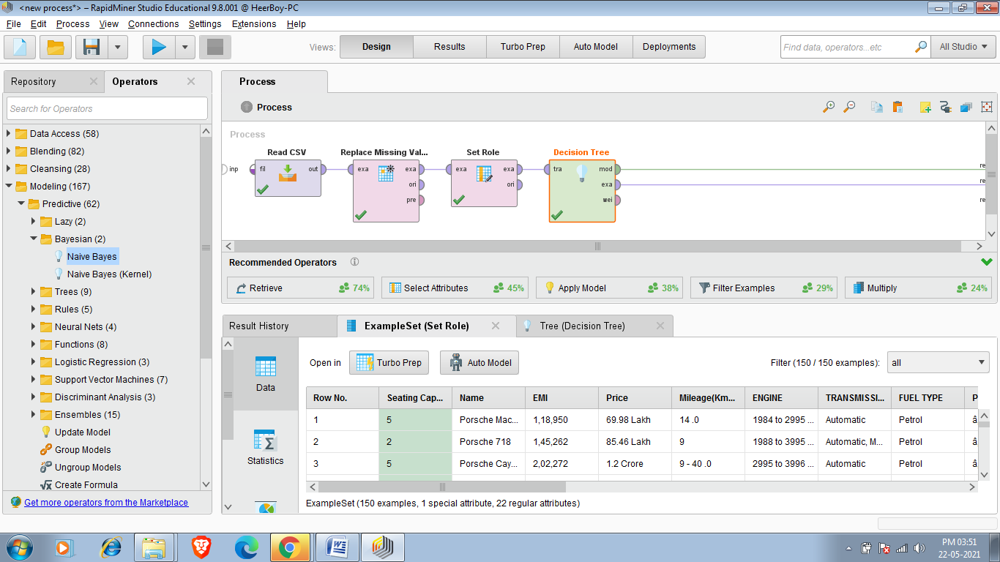 <new process*> – RapidMiner Studio Educational 9.8.001 @ HeerBoy-PC
File Edit Process View Connections Settings Extensions Help
Views: Design Results Turbo Prep Auto Model Deployments
Find data, operators...etc All Studio
Repository Operators
Search for Operators
Data Access (58)
Blending (82)
Cleansing (28)
Modeling (167)
Predictive (62)
Lazy (2)
Bayesian (2)
Naive Bayes
Naive Bayes (Kernel)
Trees (9)
Rules (5)
Neural Nets (4)
Functions (8)
Logistic Regression (3)
Support Vector Machines (7)
Discriminant Analysis (3)
Ensembles (15)
Update Model
Group Models
Ungroup Models
Create Formula
Get more operators from the Marketplace
Process
Process
Process
Read CSV Replace Missing Val... Set Role Decision Tree
inp fil out exa exa exa exa tra mod re
ori ori exa re
pre wei re
Recommended Operators
Retrieve 74% Select Attributes 45% Apply Model 38% Filter Examples 29% Multiply 24%
Result History ExampleSet (Set Role) Tree (Decision Tree)
Data
Statistics
Open in Turbo Prep Auto Model Filter (150 / 150 examples): all
Row No. Seating Cap... Name EMI Price Mileage(Km... ENGINE TRANSMISSI... FUEL TYPE P
1 5 Porsche Mac... 1,18,950 69.98 Lakh 14 .0 1984 to 2995 ... Automatic Petrol â
2 2 Porsche 718 1,45,262 85.46 Lakh 9 1988 to 3995 ... Automatic, M... Petrol â
3 5 Porsche Cay... 2,02,272 1.2 Crore 9 - 40 .0 2995 to 3996 ... Automatic Petrol â
ExampleSet (150 examples, 1 special attribute, 22 regular attributes)
PM 03:51
22-05-2021